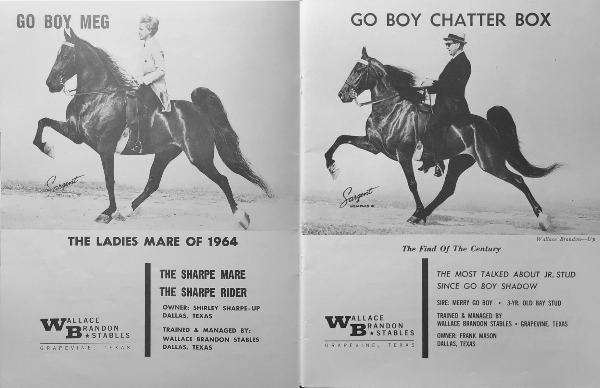 GO BOY MEG
Sargent
THE LADIES MARE OF 1964
THE SHARPE MARE
THE SHARPE RIDER
OWNER: SHIRLEY SHARPE-UP
DALLAS, TEXAS
TRAINED & MANAGED BY:
WALLACE BRANDON STABLES
DALLAS, TEXAS
WALLACE
BRANDON
STABLES
GRAPEVINE, TEXAS
GO BOY CHATTER BOX
Sargent
MEMPHIS
Wallace Brandon—Up
The Find Of The Century
THE MOST TALKED ABOUT JR. STUD
SINCE GO BOY SHADOW
SIRE: MERRY GO BOY • 3-YR. OLD BAY STUD
TRAINED & MANAGED BY
WALLACE BRANDON STABLES • GRAPEVINE, TEXAS
OWNER: FRANK MASON
DALLAS, TEXAS
WALLACE
BRANDON
STABLES
GRAPEVINE, TEXAS